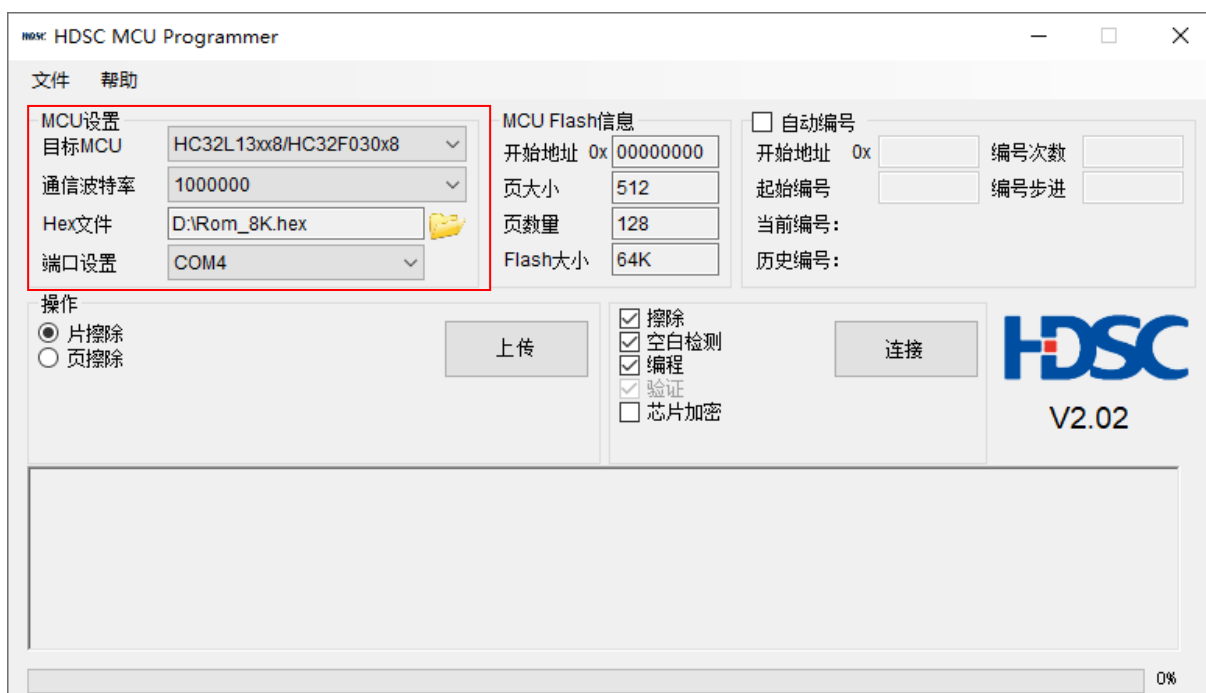 HDSC HDSC MCU Programmer
文件 帮助
MCU设置
目标MCU HC32L13xx8/HC32F030x8
通信波特率 1000000
Hex文件 D:\Rom_8K.hex
端口设置 COM4
MCU Flash信息
开始地址 0x 00000000
页大小 512
页数量 128
Flash大小 64K
自动编号
开始地址 0x 编号次数
起始编号 编号步进
当前编号:
历史编号:
操作
片擦除
页擦除
上传
擦除
空白检测
编程
验证
芯片加密
连接
HDSC
V2.02
0%